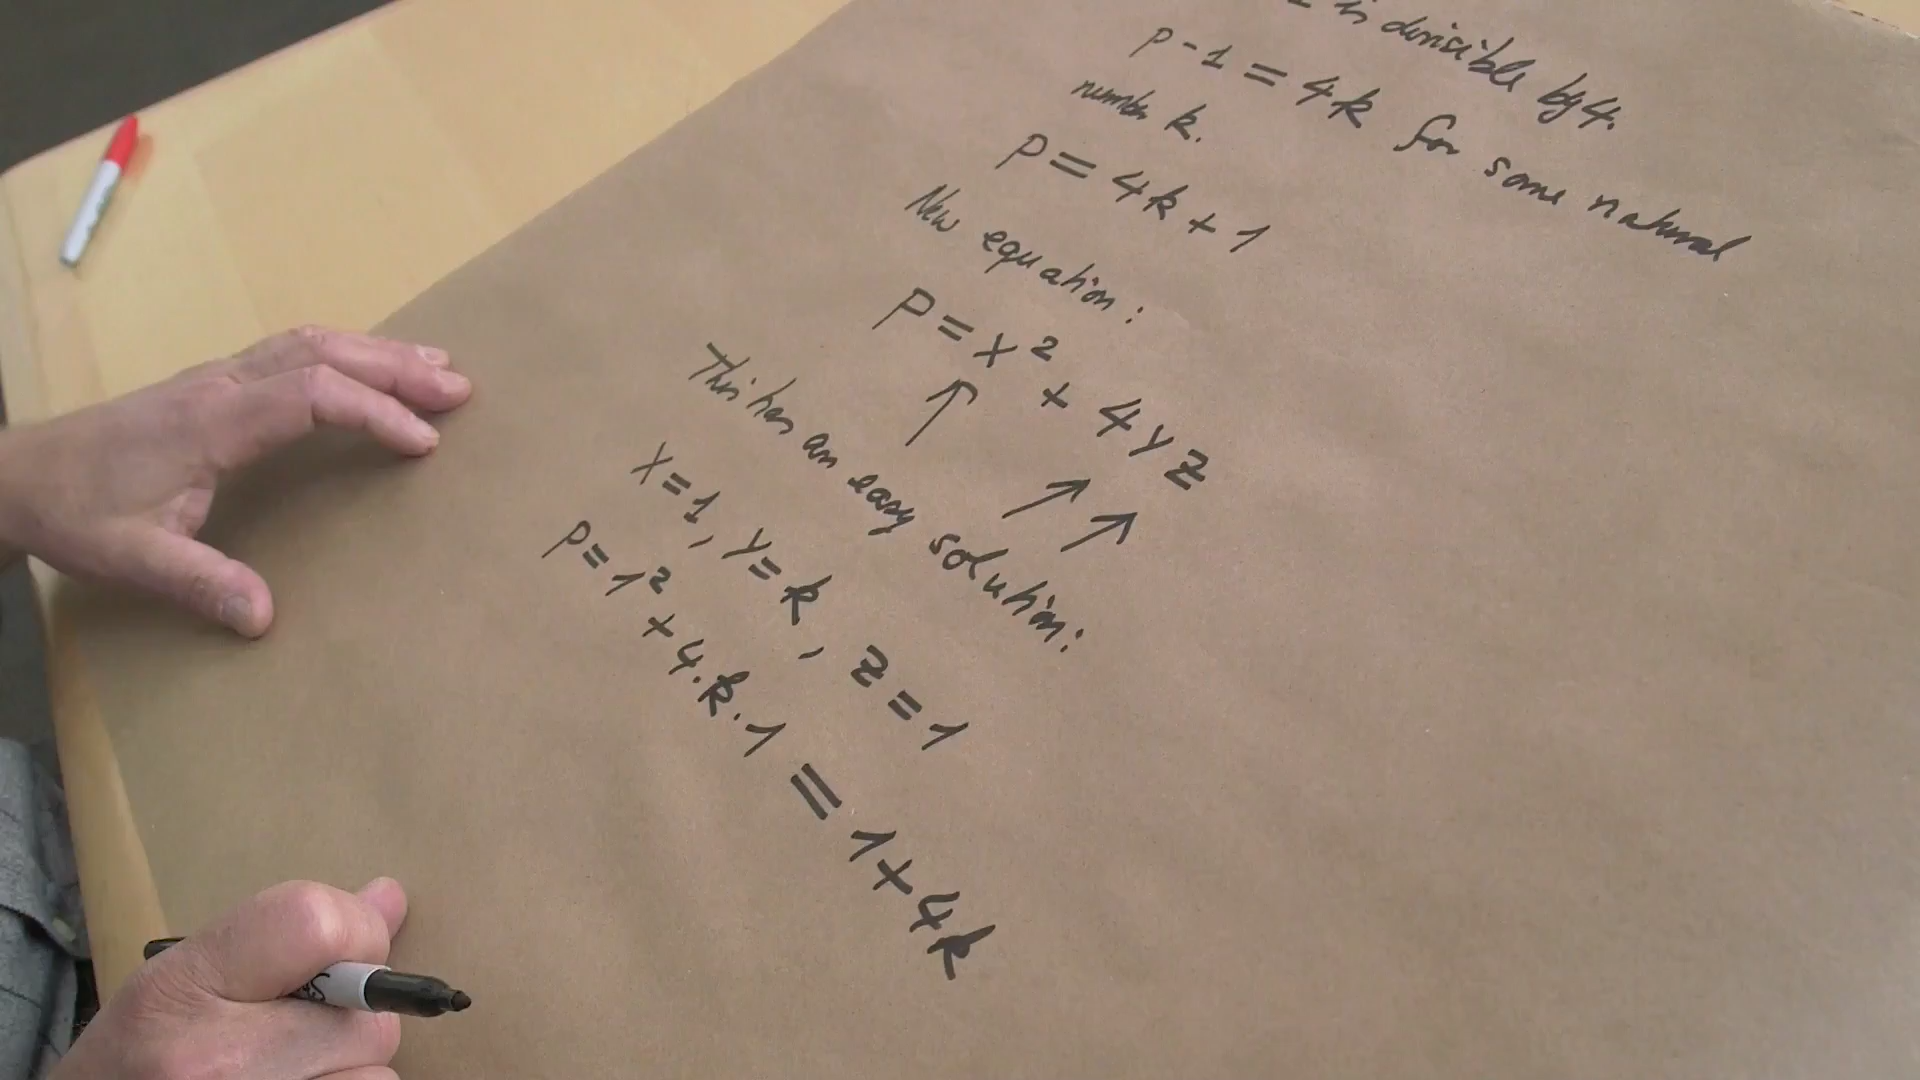 is divisible by 4.
p - 1 = 4k for some natural
number k.
p = 4k + 1
New equation:
p = x² + 4yz
This has an easy solution:
x = 1, y = k, z = 1
p = 1² + 4·k·1 = 1 + 4k